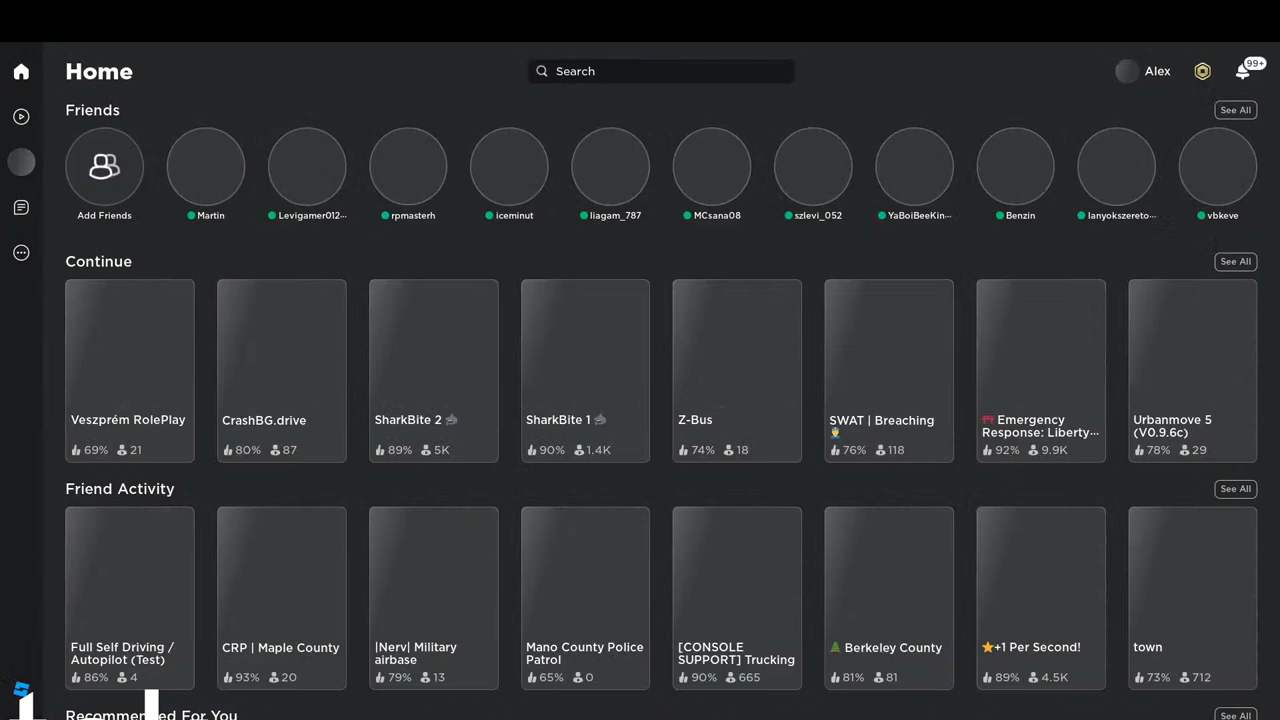 Home
Search
Alex
99+
Friends
See All
Add Friends
Martin
Levigamer012...
rpmasterh
iceminut
liagam_787
MCsana08
szlevi_052
YaBoiBeeKin...
Benzin
lanyokszereto...
vbkeve
Continue
See All
Veszprém RolePlay
69% 21
CrashBG.drive
80% 87
SharkBite 2
89% 5K
SharkBite 1
90% 1.4K
Z-Bus
74% 18
SWAT | Breaching
76% 118
Emergency
Response: Liberty...
92% 9.9K
Urbanmove 5
(V0.9.6c)
78% 29
Friend Activity
See All
Full Self Driving /
Autopilot (Test)
86% 4
CRP | Maple County
93% 20
|Nerv| Military
airbase
79% 13
Mano County Police
Patrol
65% 0
[CONSOLE
SUPPORT] Trucking
90% 665
Berkeley County
81% 81
+1 Per Second!
89% 4.5K
town
73% 712
Recommended For You
See All